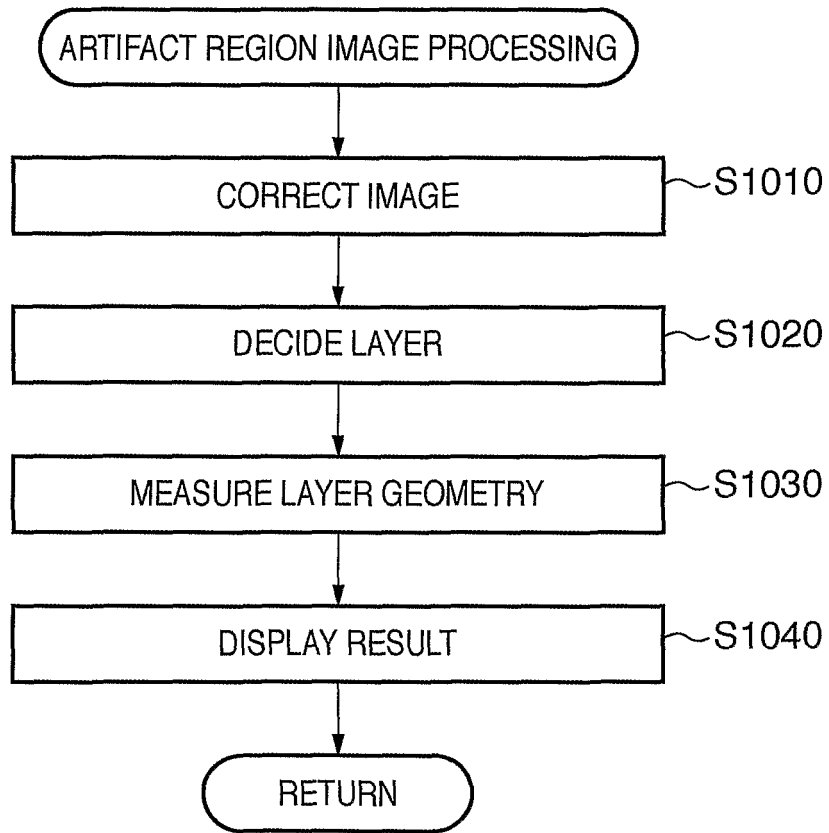 ARTIFACT REGION IMAGE PROCESSING
CORRECT IMAGE
S1010
DECIDE LAYER
S1020
MEASURE LAYER GEOMETRY
S1030
DISPLAY RESULT
S1040
RETURN